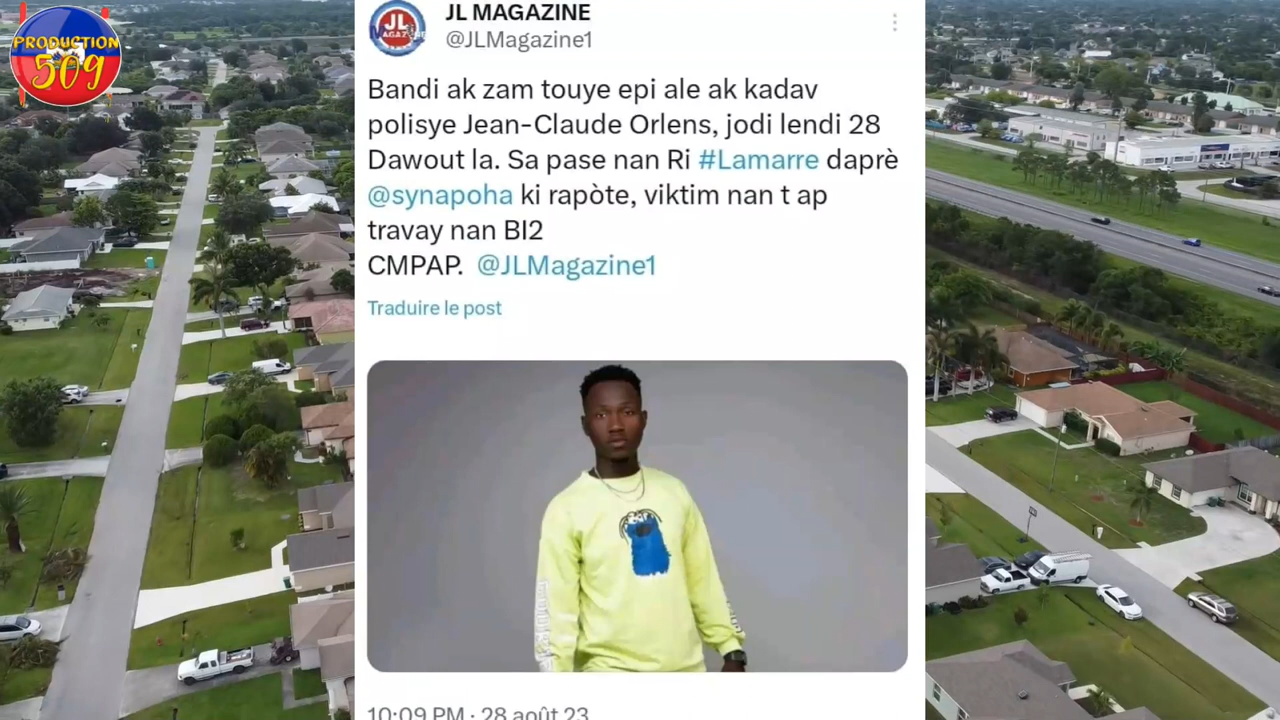 PRODUCTION
509
JL
MAGAZINE
JL MAGAZINE
@JLMagazine1
Bandi ak zam touye epi ale ak kadav
polisye Jean-Claude Orlens, jodi lendi 28
Dawout la. Sa pase nan Ri #Lamarre daprè
@synapoha ki rapòte, viktim nan t ap
travay nan BI2
CMPAP. @JLMagazine1
Traduire le post
10:09 PM · 28 août 23